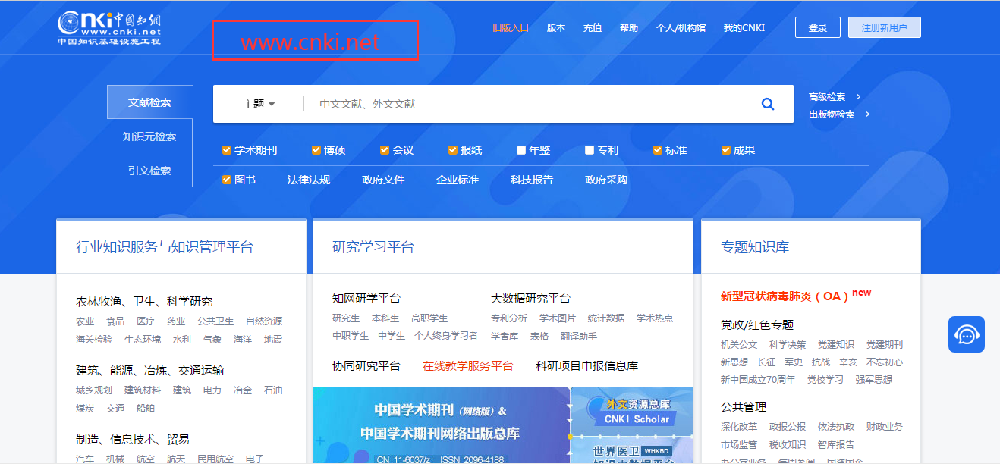 cnki中国知网
www.cnki.net
中国知识基础设施工程
www.cnki.net
旧版入口 版本 充值 帮助 个人/机构馆 我的CNKI 登录 注册新用户
文献检索
知识元检索
引文检索
主题 中文文献、外文文献
高级检索 >
出版物检索 >
学术期刊 博硕 会议 报纸 年鉴 专利 标准 成果
图书 法律法规 政府文件 企业标准 科技报告 政府采购
行业知识服务与知识管理平台
农林牧渔、卫生、科学研究
农业 食品 医疗 药业 公共卫生 自然资源
海关检验 生态环境 水利 气象 海洋 地震
建筑、能源、冶炼、交通运输
城乡规划 建筑材料 建筑 电力 冶金 石油
煤炭 交通 船舶
制造、信息技术、贸易
汽车 机械 航空 航天 民用航空 电子
研究学习平台
知网研学平台
研究生 本科生 高职学生
中职学生 中学生 个人终身学习者
大数据研究平台
专利分析 学术图片 统计数据 学术热点
学者库 表格 翻译助手
协同研究平台 在线教学服务平台 科研项目申报信息库
中国学术期刊（网络版）&
中国学术期刊网络出版总库
CN 11-6037/z ISSN 2096-4188
外文资源总库
CNKI Scholar
世界医卫 WHKBD
知识大数据平台
专题知识库
新型冠状病毒肺炎（OA）new
党政/红色专题
机关公文 科学决策 党建知识 党建期刊
新思想 长征 军史 抗战 辛亥 不忘初心
新中国成立70周年 党校学习 强军思想
公共管理
深化改革 政报公报 依法执政 财政业务
市场监管 税收知识 智库报告
办公室业务 每周参阅 国资国企